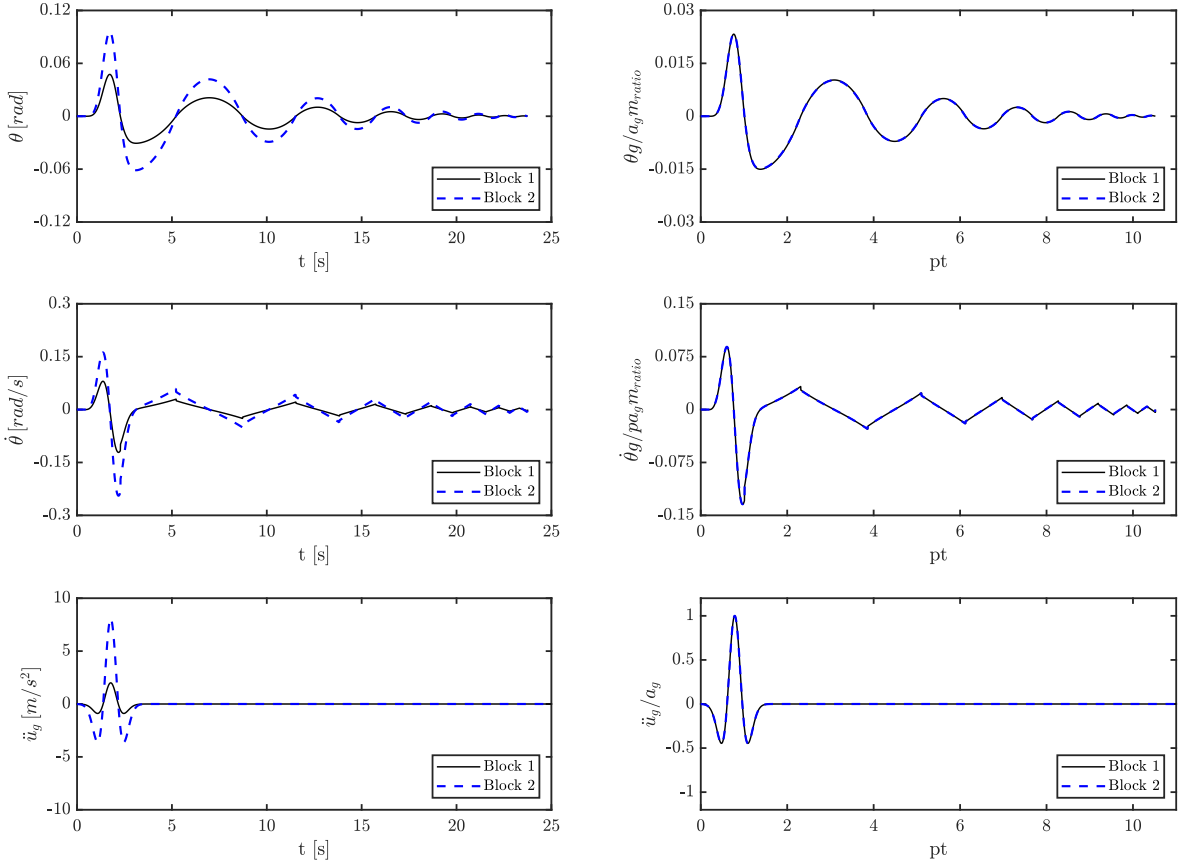 0.12
0.06
0
-0.06
-0.12
θ [rad]
0 5 10 15 20 25
t [s]
Block 1
Block 2
0.03
0.015
0
-0.015
-0.03
θg/a_g m_ratio
0 2 4 6 8 10
pt
Block 1
Block 2
0.3
0.15
0
-0.15
-0.3
θ̇ [rad/s]
0 5 10 15 20 25
t [s]
Block 1
Block 2
0.15
0.075
0
-0.075
-0.15
θ̇g/pa_g m_ratio
0 2 4 6 8 10
pt
Block 1
Block 2
10
5
0
-5
-10
ü_g [m/s²]
0 5 10 15 20 25
t [s]
Block 1
Block 2
1
0.5
0
-0.5
-1
ü_g/a_g
0 2 4 6 8 10
pt
Block 1
Block 2